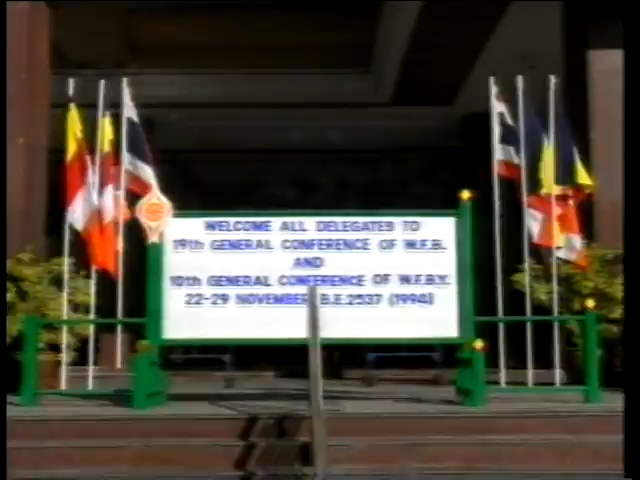 WELCOME ALL DELEGATES TO
19th GENERAL CONFERENCE OF W.F.B.
AND
10th GENERAL CONFERENCE OF W.F.B.Y.
22-29 NOVEMBER B.E.2537 (1994)